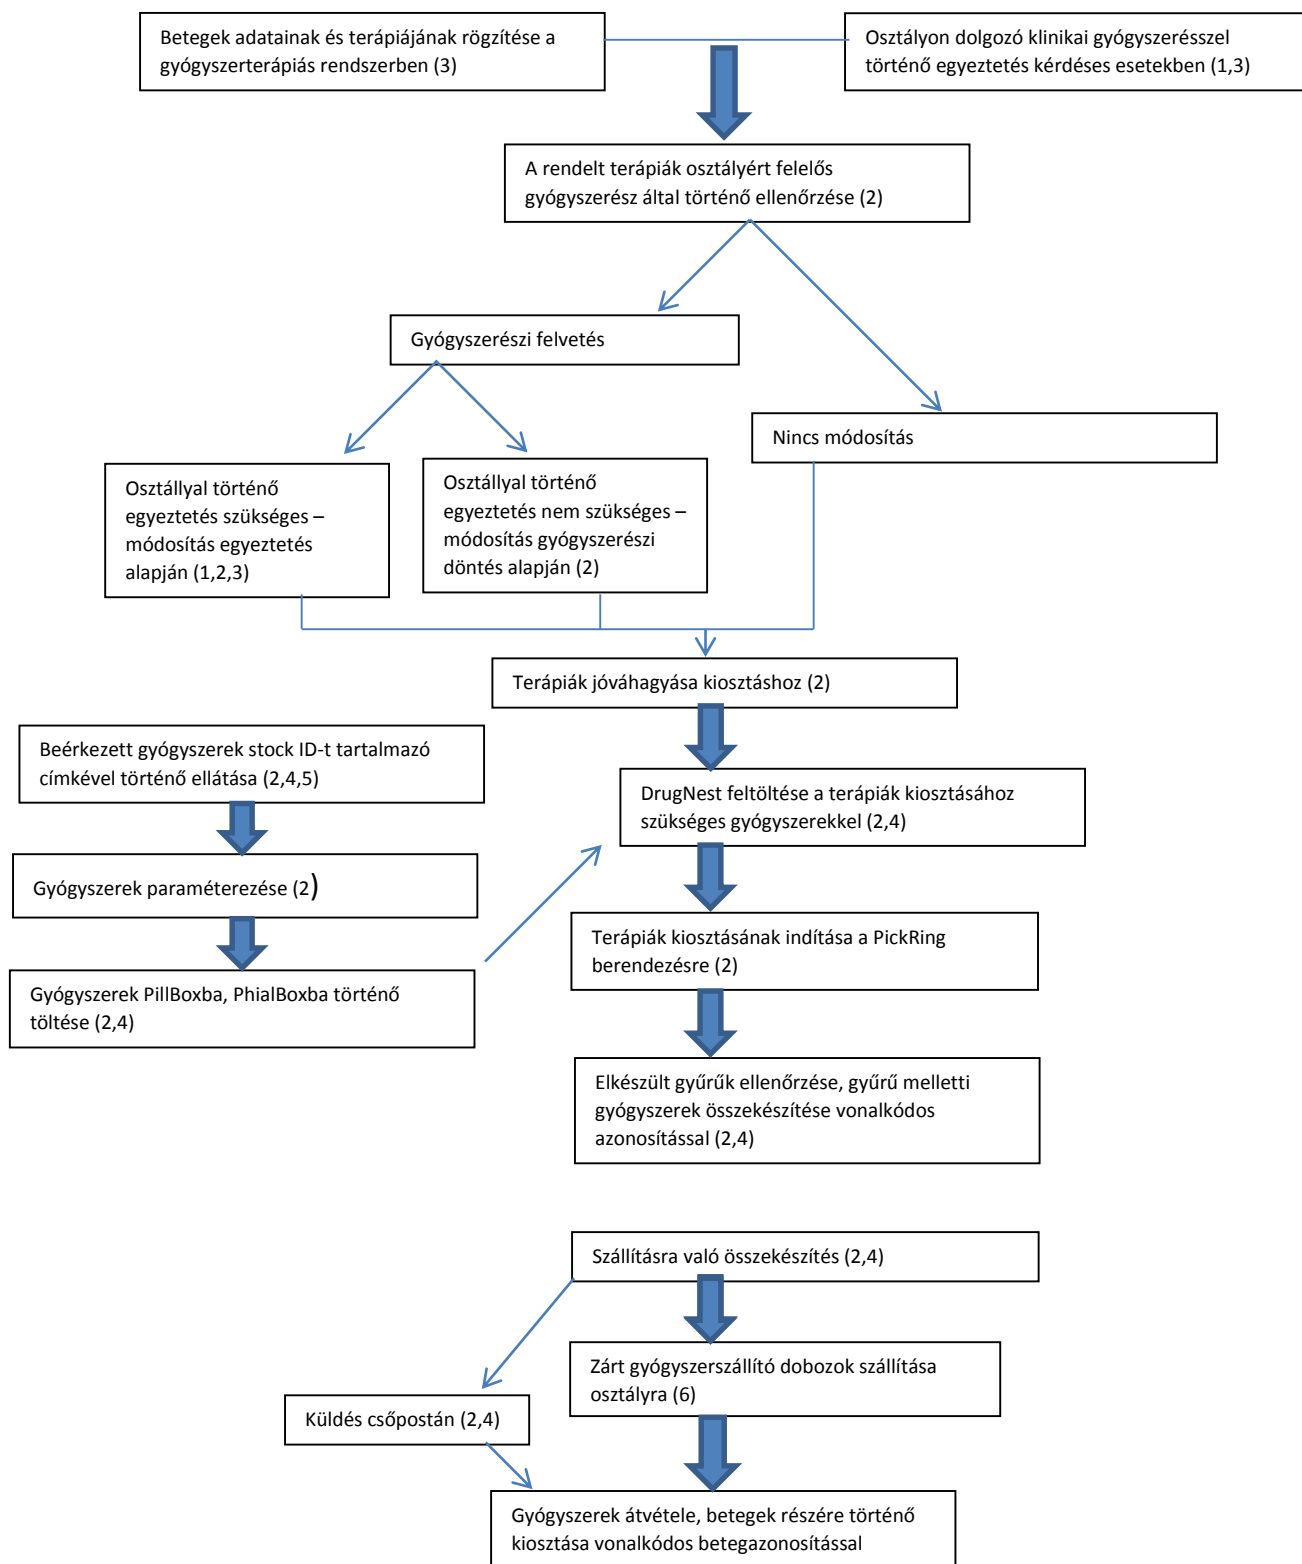 Betegek adatainak és terápiájának rögzítése a
gyógyszerterápiás rendszerben (3)
Osztályon dolgozó klinikai gyógyszerésszel
történő egyeztetés kérdéses esetekben (1,3)
A rendelt terápiák osztályért felelős
gyógyszerész által történő ellenőrzése (2)
Gyógyszerészi felvetés
Nincs módosítás
Osztállyal történő
egyeztetés szükséges –
módosítás egyeztetés
alapján (1,2,3)
Osztállyal történő
egyeztetés nem szükséges –
módosítás gyógyszerészi
döntés alapján (2)
Terápiák jóváhagyása kiosztáshoz (2)
Beérkezett gyógyszerek stock ID-t tartalmazó
címkével történő ellátása (2,4,5)
DrugNest feltöltése a terápiák kiosztásához
szükséges gyógyszerekkel (2,4)
Gyógyszerek paraméterezése (2)
Terápiák kiosztásának indítása a PickRing
berendezésre (2)
Gyógyszerek PillBoxba, PhialBoxba történő
töltése (2,4)
Elkészült gyűrűk ellenőrzése, gyűrű melletti
gyógyszerek összekészítése vonalkódos
azonosítással (2,4)
Szállításra való összekészítés (2,4)
Zárt gyógyszerszállító dobozok szállítása
osztályra (6)
Küldés csőpostán (2,4)
Gyógyszerek átvétele, betegek részére történő
kiosztása vonalkódos betegazonosítással